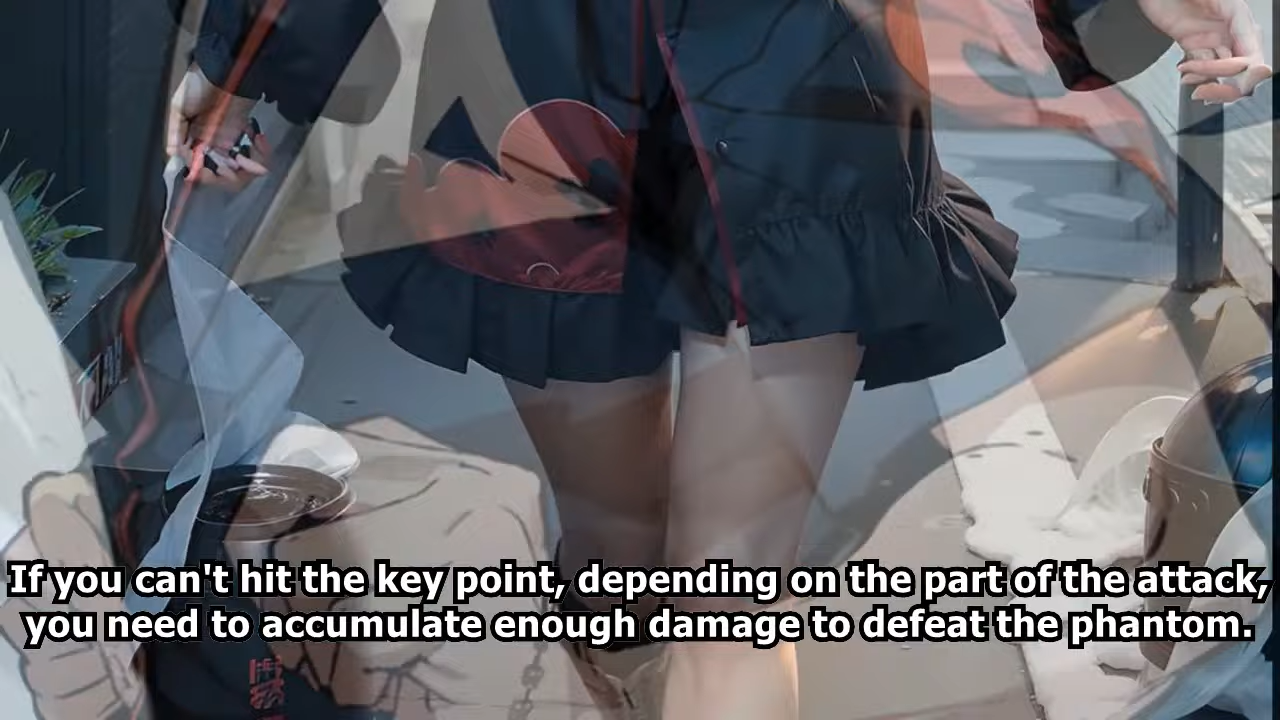 If you can't hit the key point, depending on the part of the attack,
you need to accumulate enough damage to defeat the phantom.